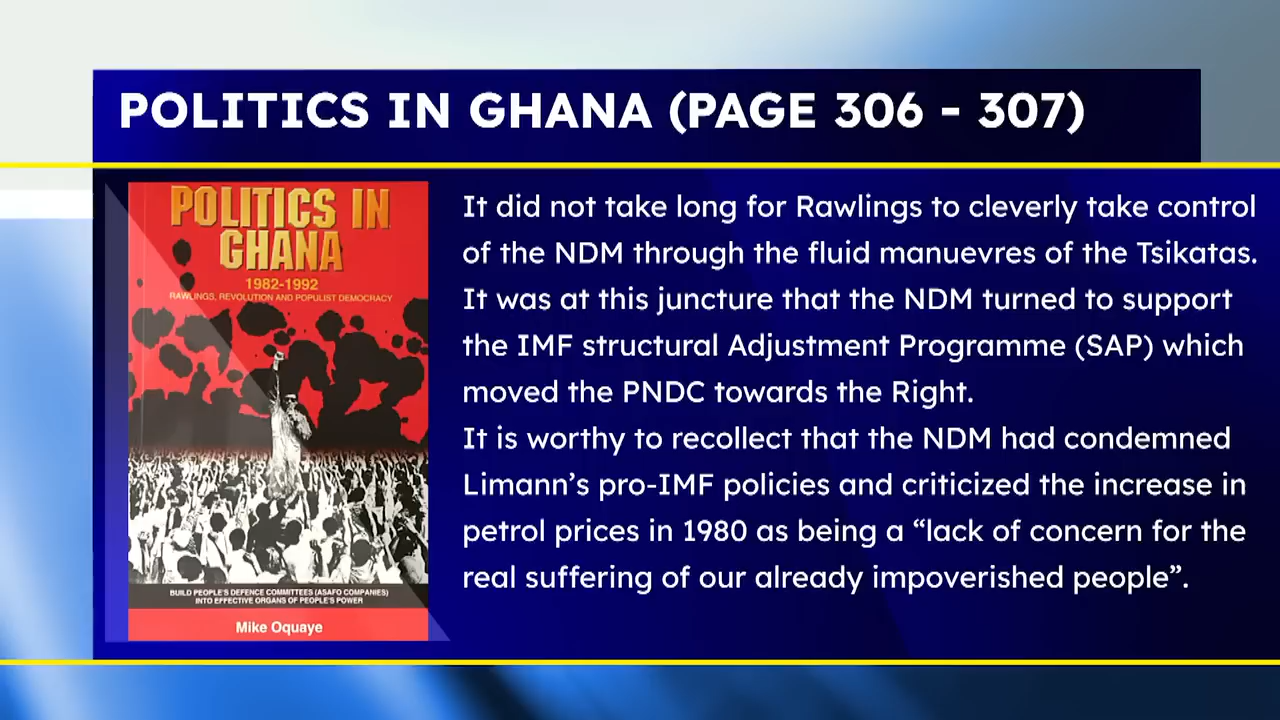 POLITICS IN GHANA (PAGE 306 - 307)
POLITICS IN
GHANA
1982-1992
RAWLINGS, REVOLUTION AND POPULIST DEMOCRACY
BUILD PEOPLE'S DEFENCE COMMITTEES (ASAFO COMPANIES)
INTO EFFECTIVE ORGANS OF PEOPLE'S POWER
Mike Oquaye
It did not take long for Rawlings to cleverly take control
of the NDM through the fluid manuevres of the Tsikatas.
It was at this juncture that the NDM turned to support
the IMF structural Adjustment Programme (SAP) which
moved the PNDC towards the Right.
It is worthy to recollect that the NDM had condemned
Limann's pro-IMF policies and criticized the increase in
petrol prices in 1980 as being a “lack of concern for the
real suffering of our already impoverished people”.